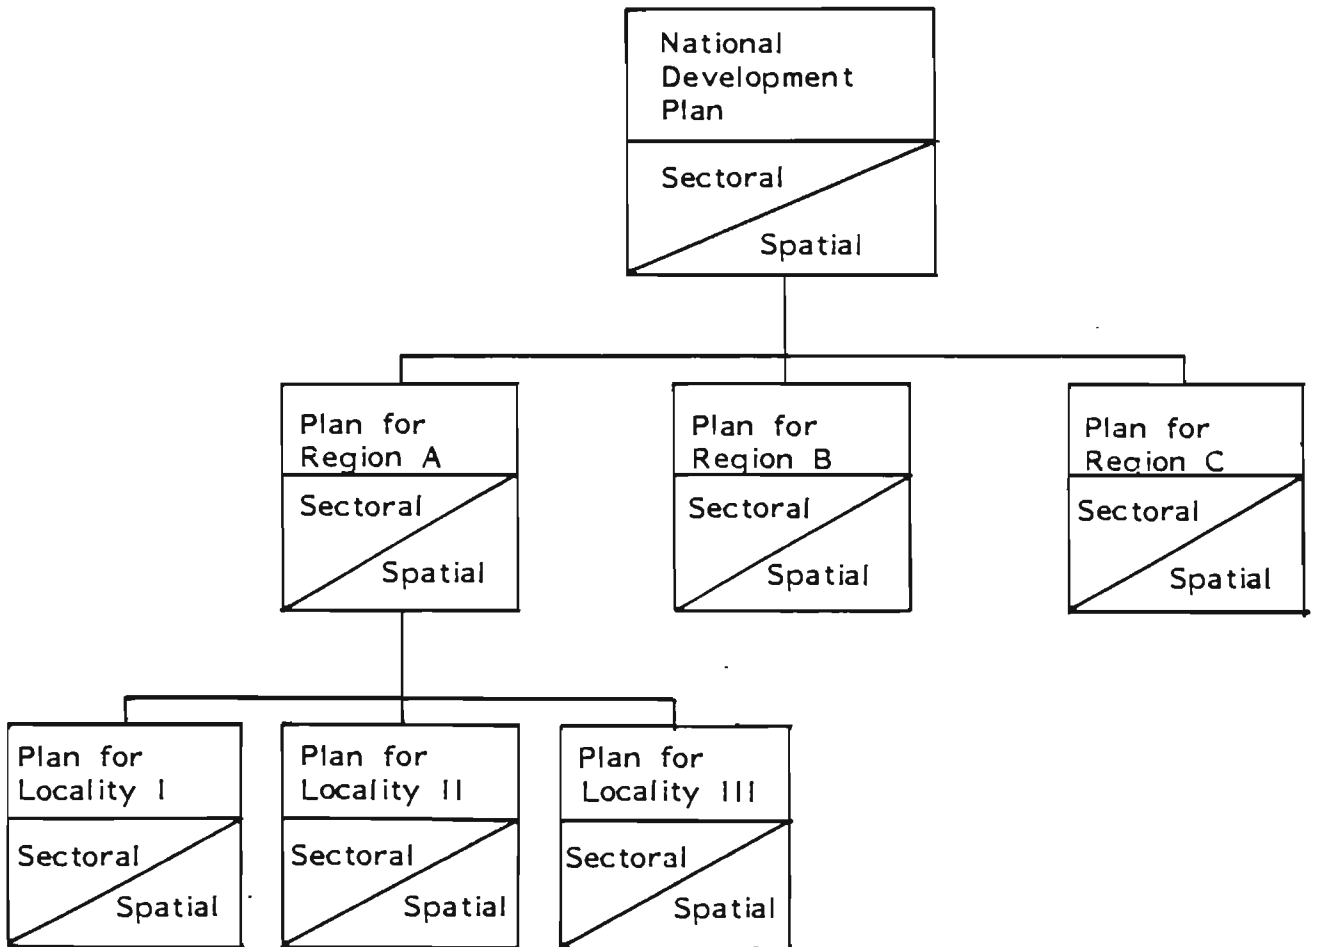 National
Development
Plan
Sectoral
Spatial
Plan for
Region A
Sectoral
Spatial
Plan for
Region B
Sectoral
Spatial
Plan for
Region C
Sectoral
Spatial
Plan for
Locality I
Sectoral
Spatial
Plan for
Locality II
Sectoral
Spatial
Plan for
Locality III
Sectoral
Spatial